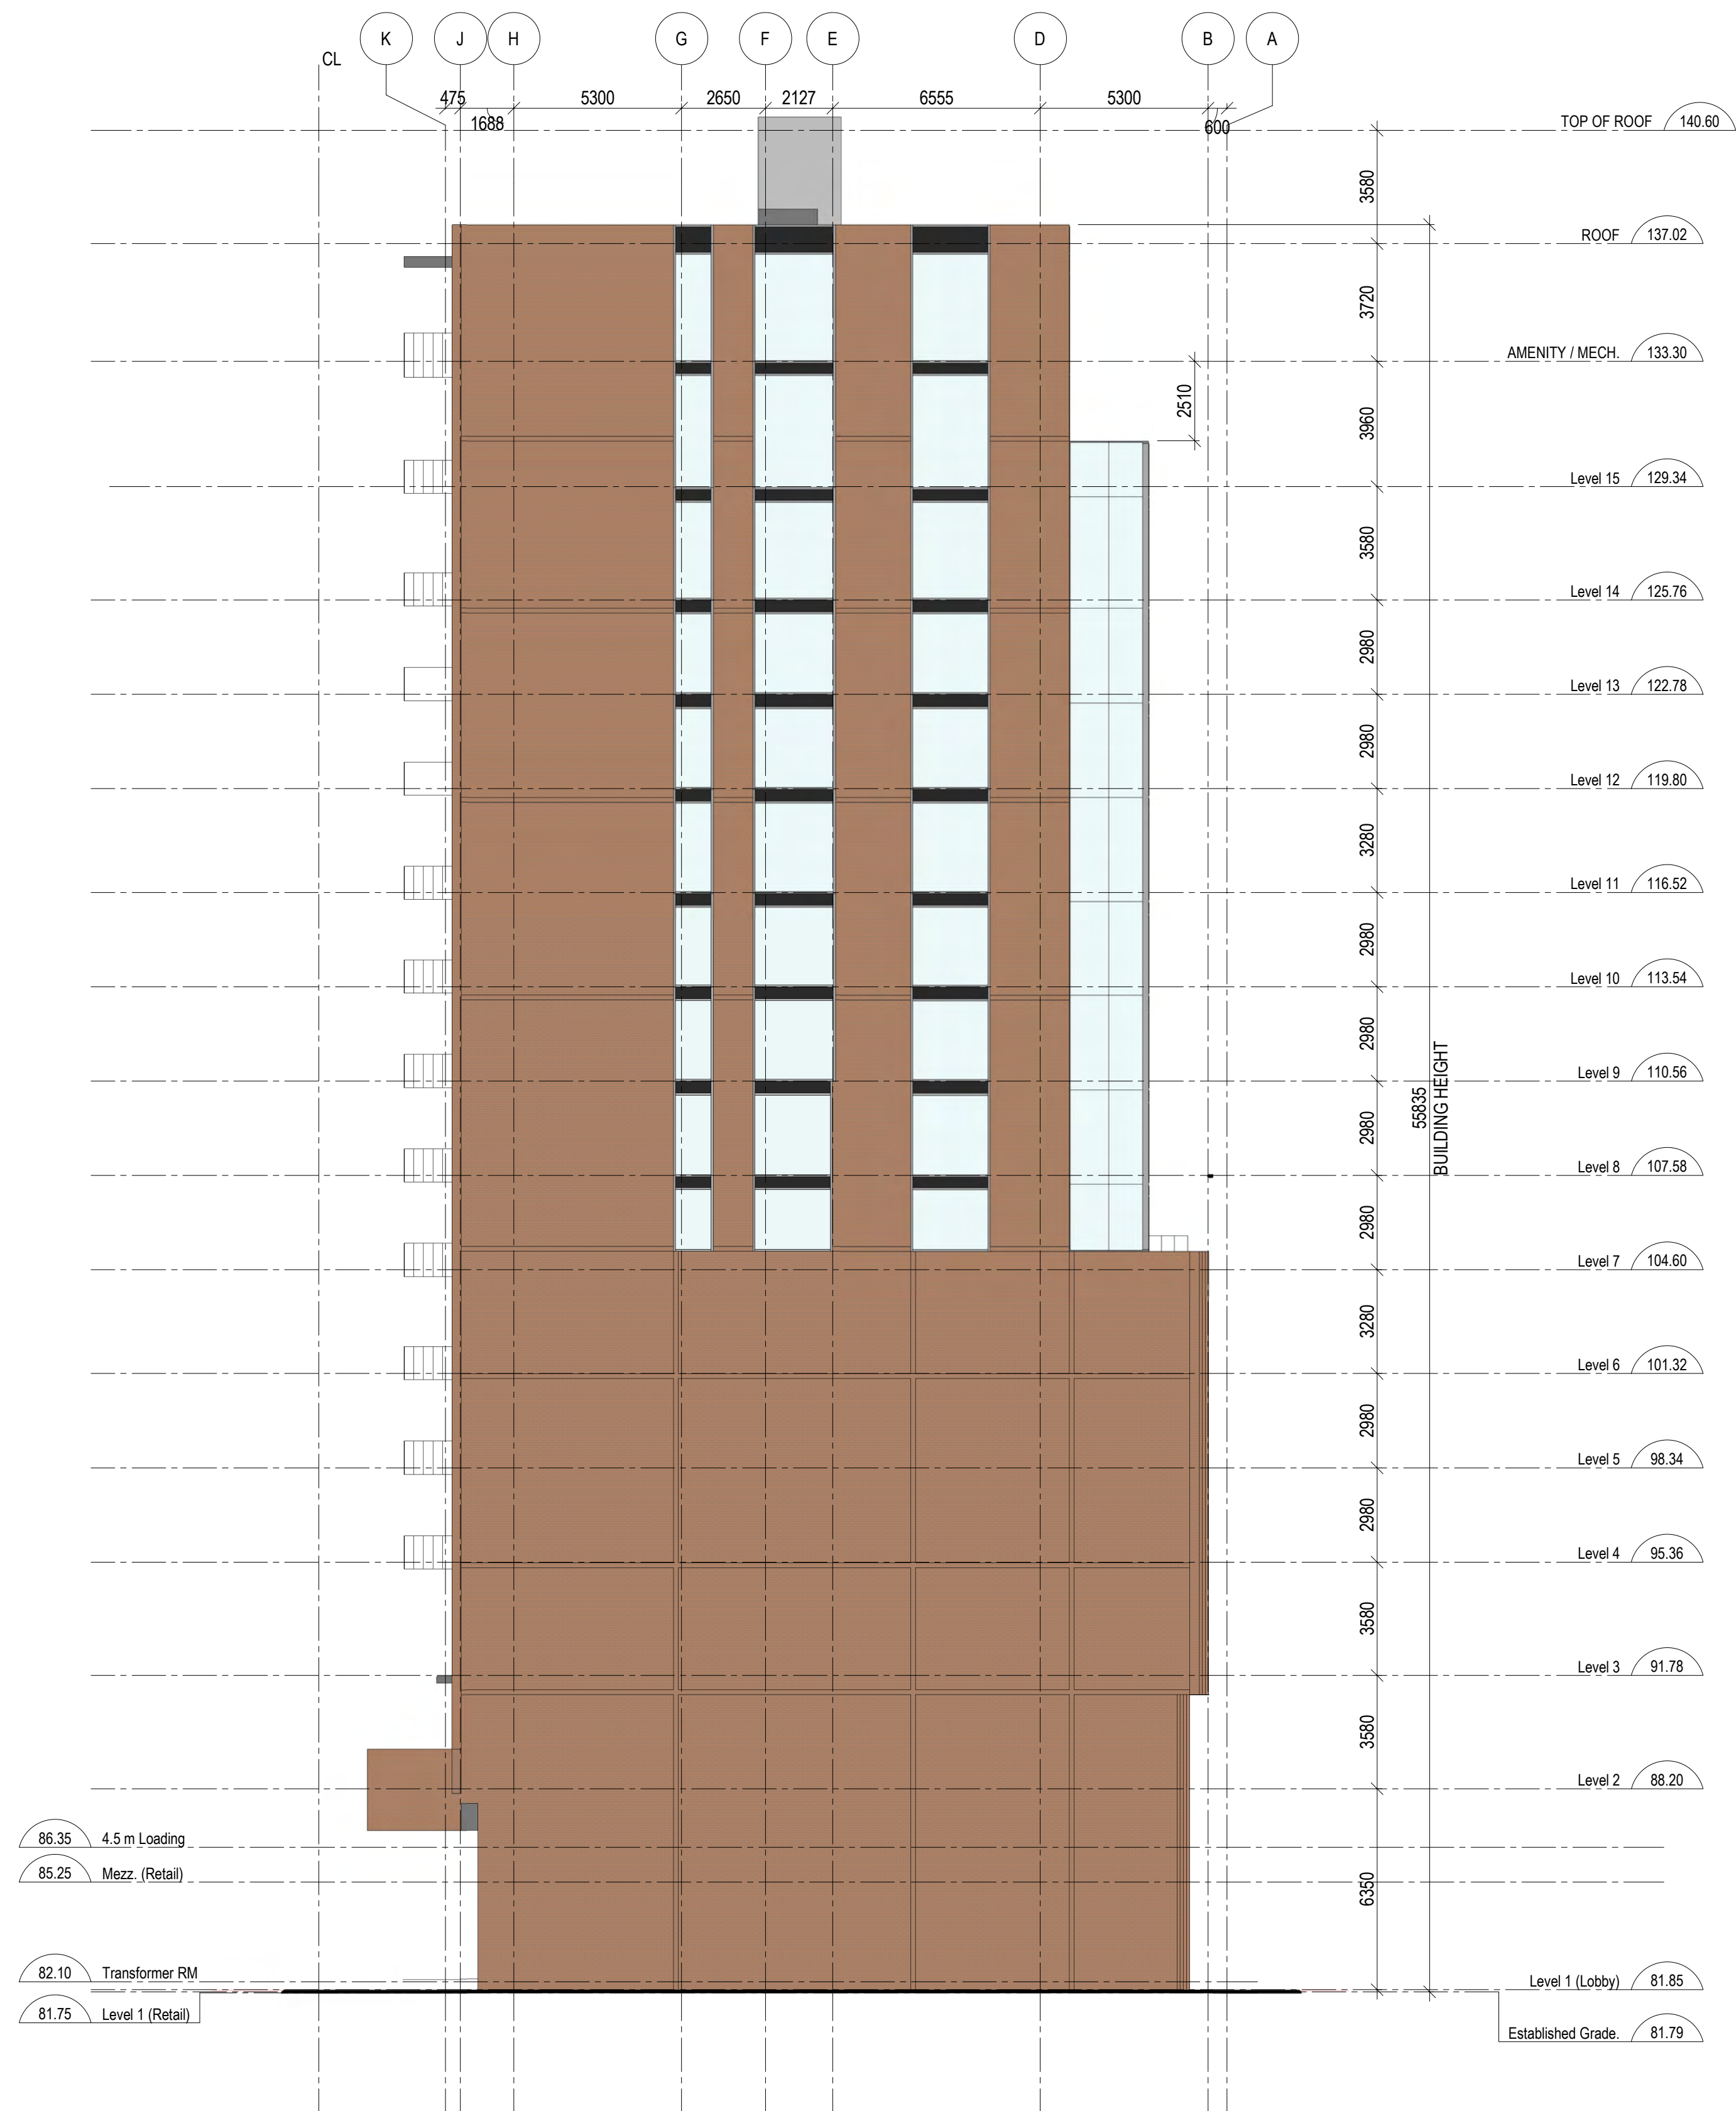 K J H G F E D B A
CL
475 1688 5300 2650 2127 6555 5300 600
TOP OF ROOF 140.60
3580
ROOF 137.02
3720
AMENITY / MECH. 133.30
2510
3960
Level 15 129.34
3580
Level 14 125.76
2980
Level 13 122.78
2980
Level 12 119.80
3280
Level 11 116.52
2980
Level 10 113.54
2980
Level 9 110.56
55835
BUILDING HEIGHT
2980
Level 8 107.58
2980
Level 7 104.60
3280
Level 6 101.32
2980
Level 5 98.34
2980
Level 4 95.36
3580
Level 3 91.78
3580
Level 2 88.20
86.35 4.5 m Loading
85.25 Mezz. (Retail)
6350
82.10 Transformer RM
Level 1 (Lobby) 81.85
81.75 Level 1 (Retail)
Established Grade. 81.79